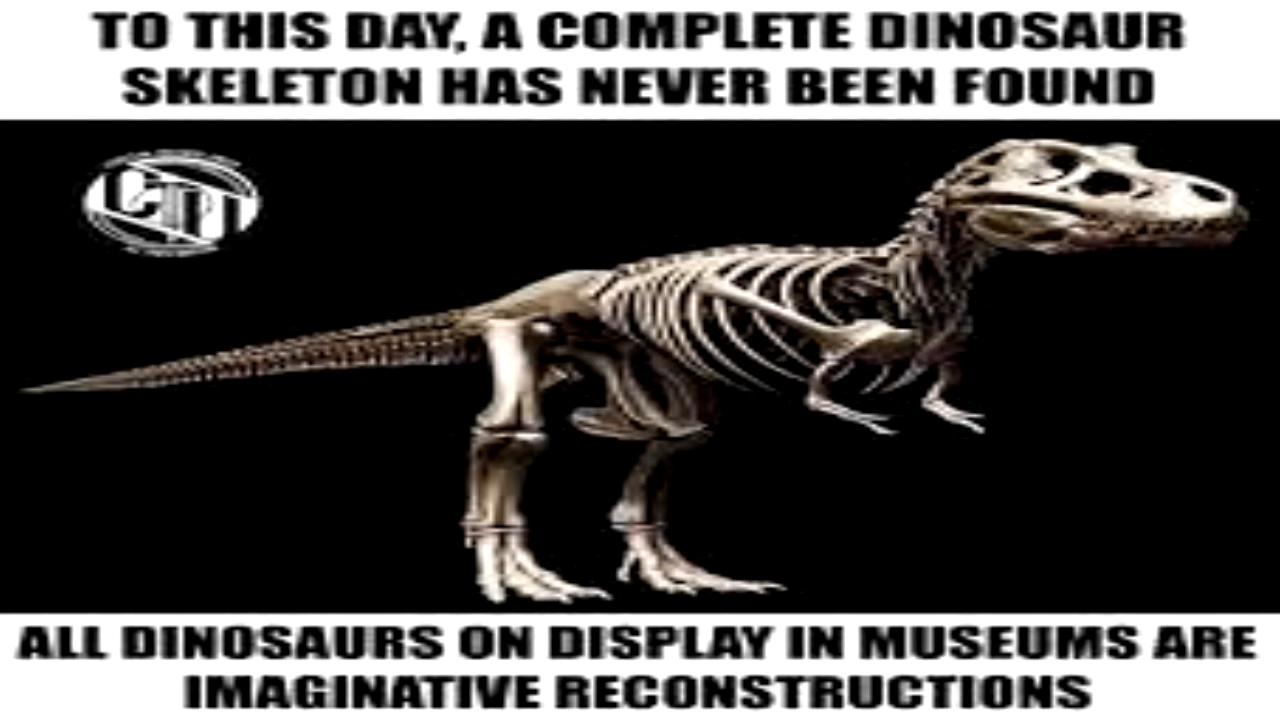 TO THIS DAY, A COMPLETE DINOSAUR
SKELETON HAS NEVER BEEN FOUND
ALL DINOSAURS ON DISPLAY IN MUSEUMS ARE
IMAGINATIVE RECONSTRUCTIONS